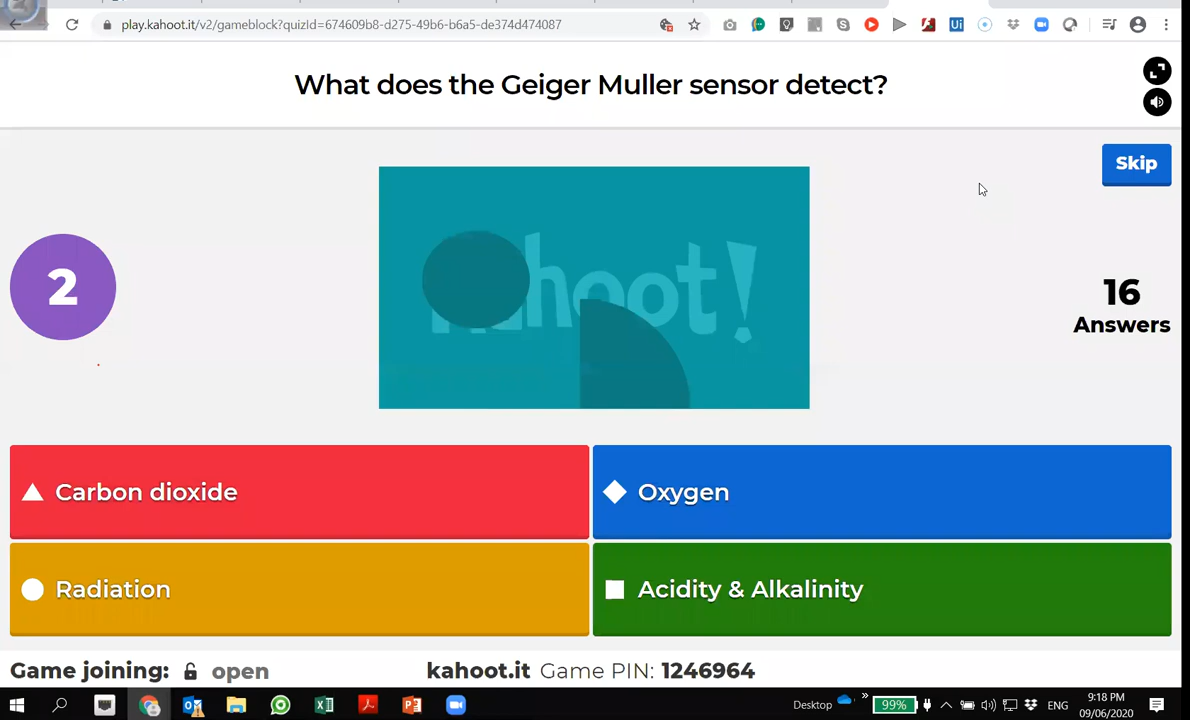 play.kahoot.it/v2/gameblock?quizId=674609b8-d275-49b6-b6a5-de374d474087
What does the Geiger Muller sensor detect?
Skip
2
16
Answers
Carbon dioxide
Oxygen
Radiation
Acidity & Alkalinity
Game joining: open
kahoot.it Game PIN: 1246964
Desktop
99%
ENG
9:18 PM
09/06/2020